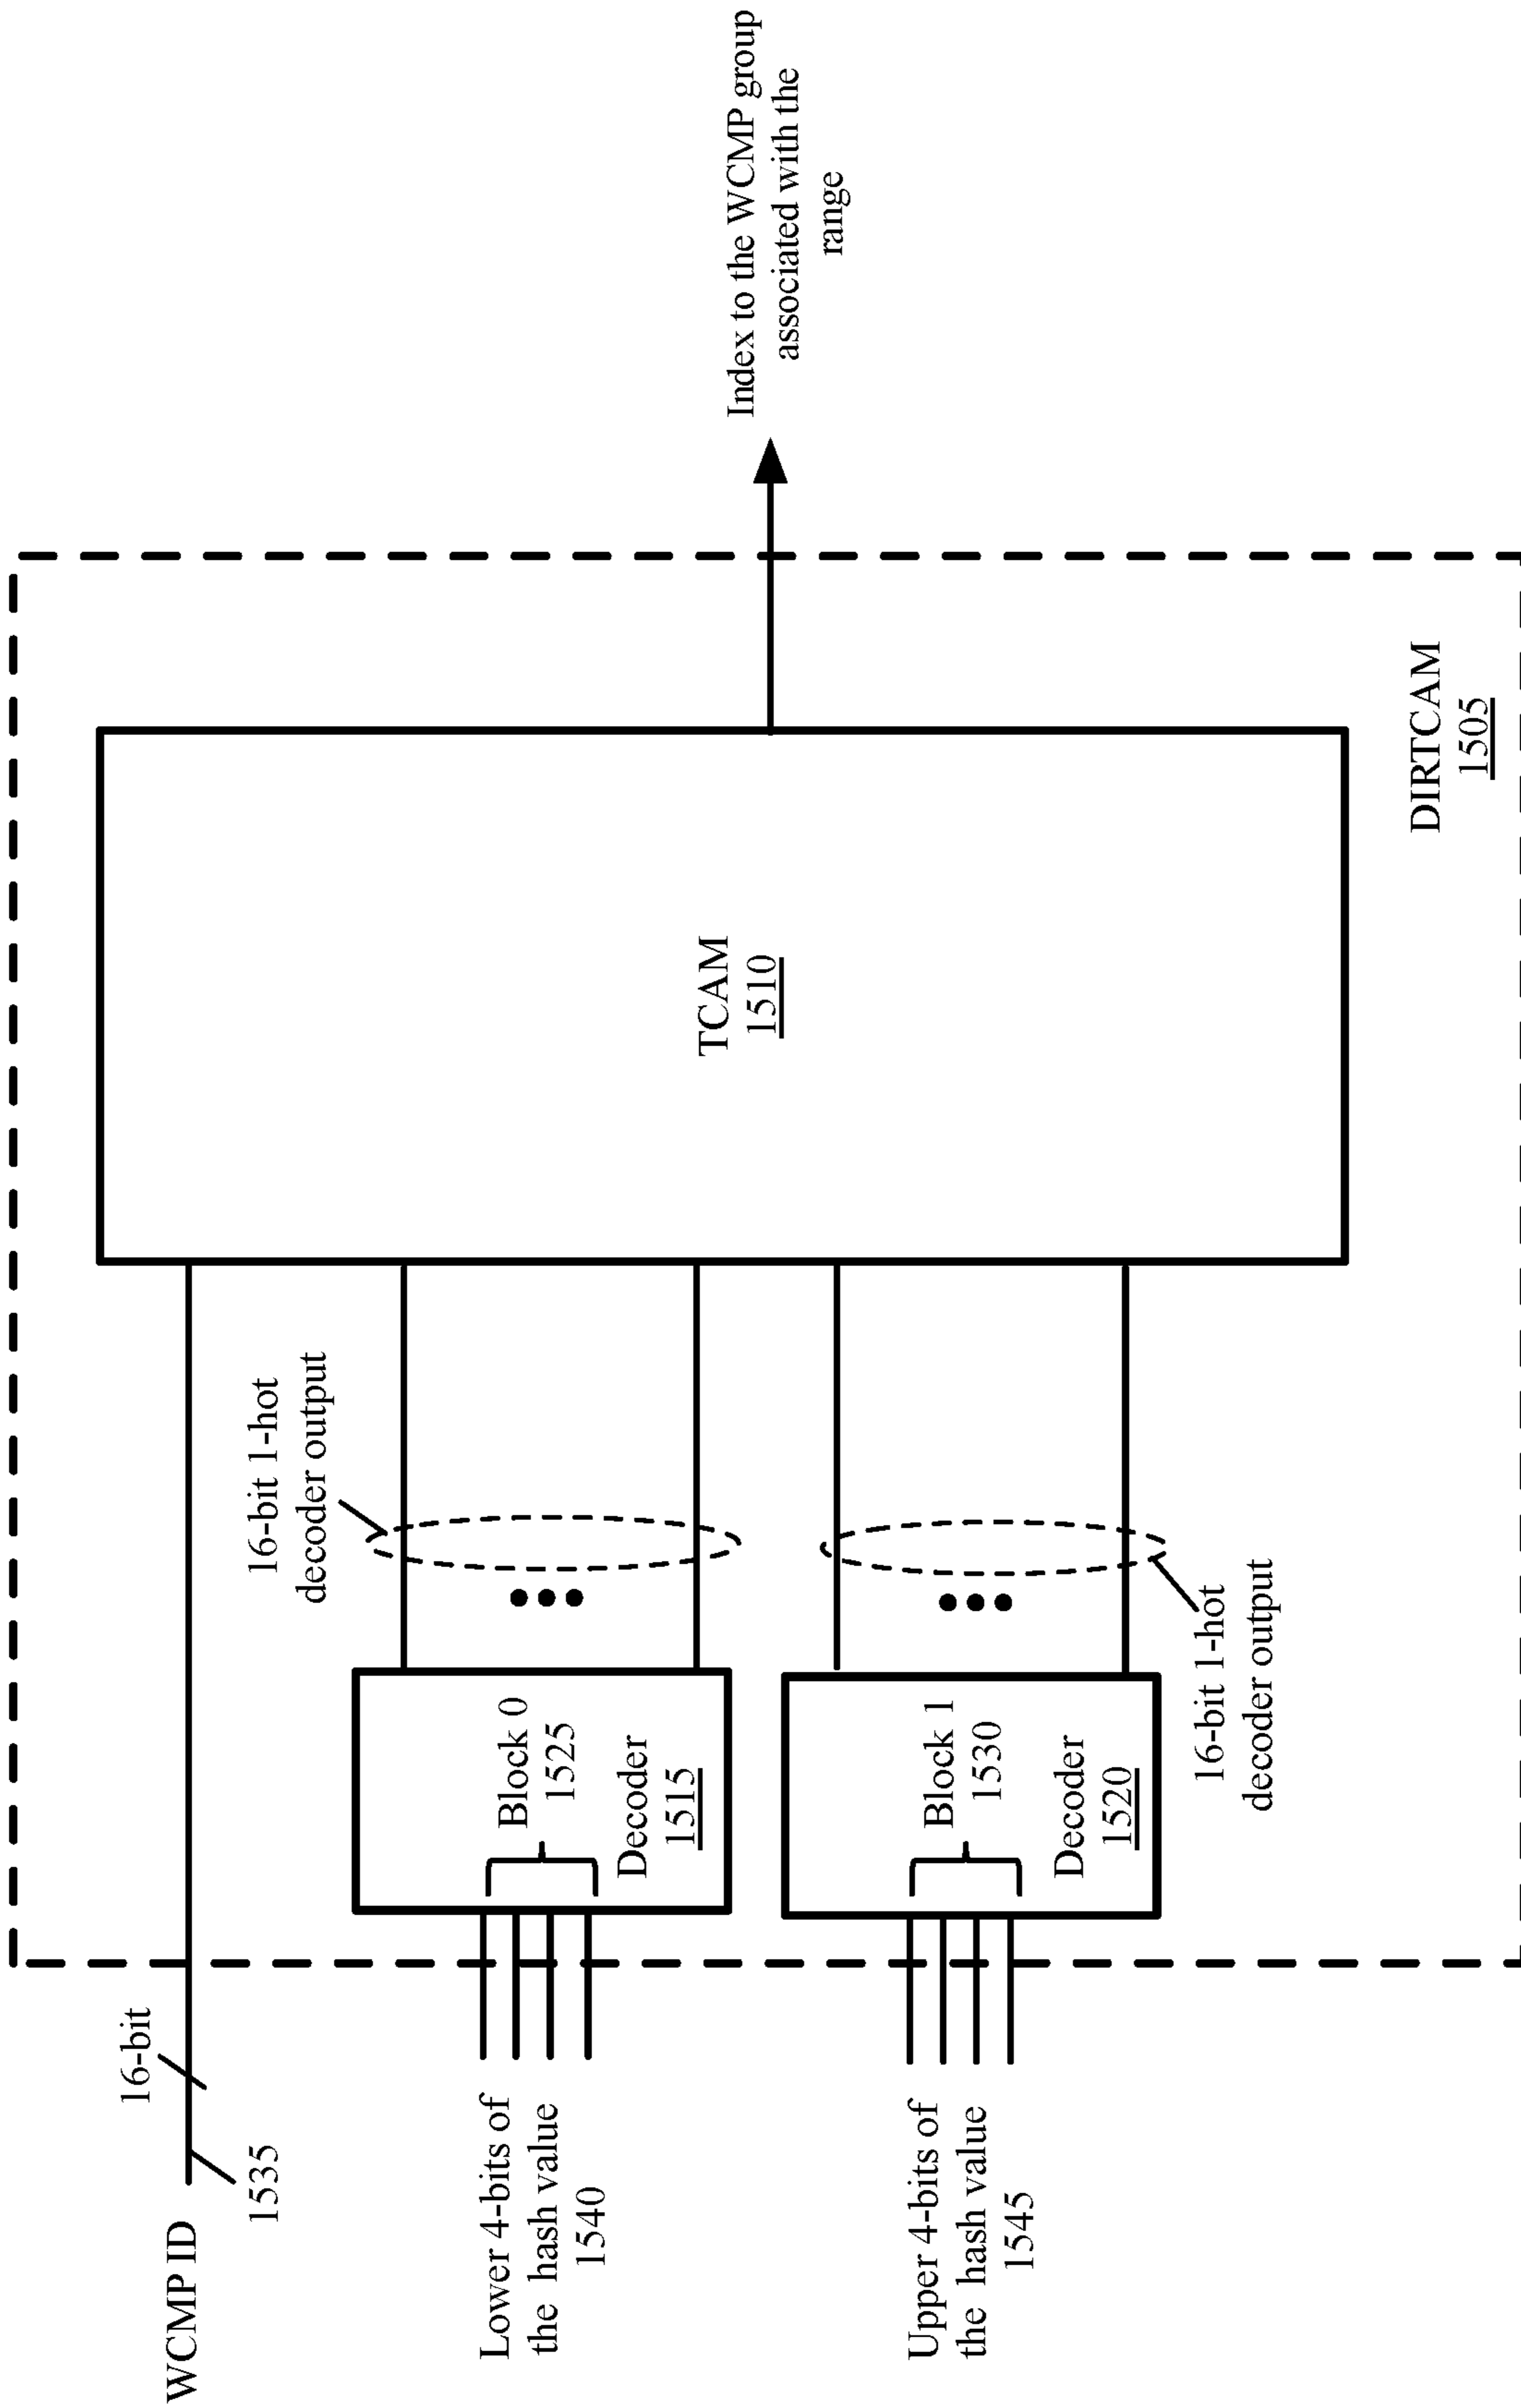 WCMP ID
1535
16-bit
Lower 4-bits of
the hash value
1540
Upper 4-bits of
the hash value
1545
Block 0
1525
Decoder
1515
Block 1
1530
Decoder
1520
16-bit 1-hot
decoder output
16-bit 1-hot
decoder output
TCAM
1510
DIRTCAM
1505
Index to the WCMP group
associated with the
range